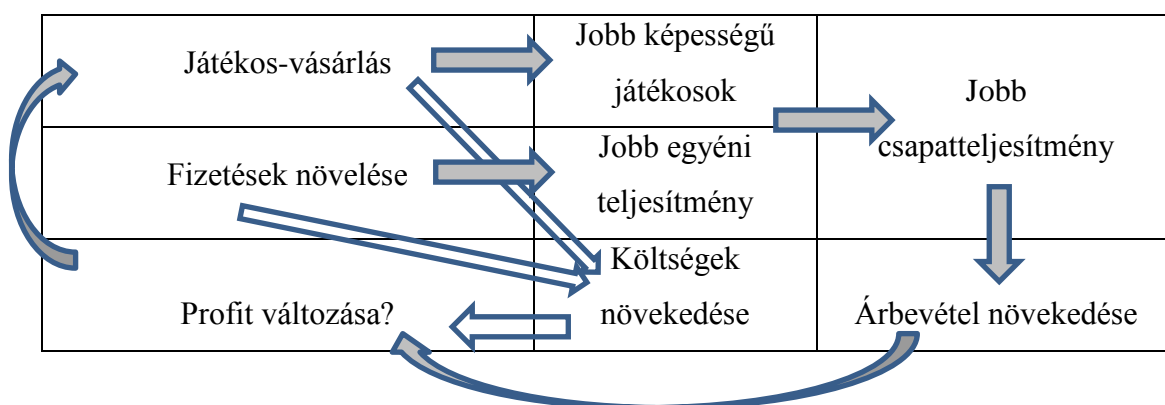 Játékos-vásárlás
Jobb képességű
játékosok
Jobb
csapatteljesítmény
Fizetések növelése
Jobb egyéni
teljesítmény
Profit változása?
Költségek
növekedése
Árbevétel növekedése